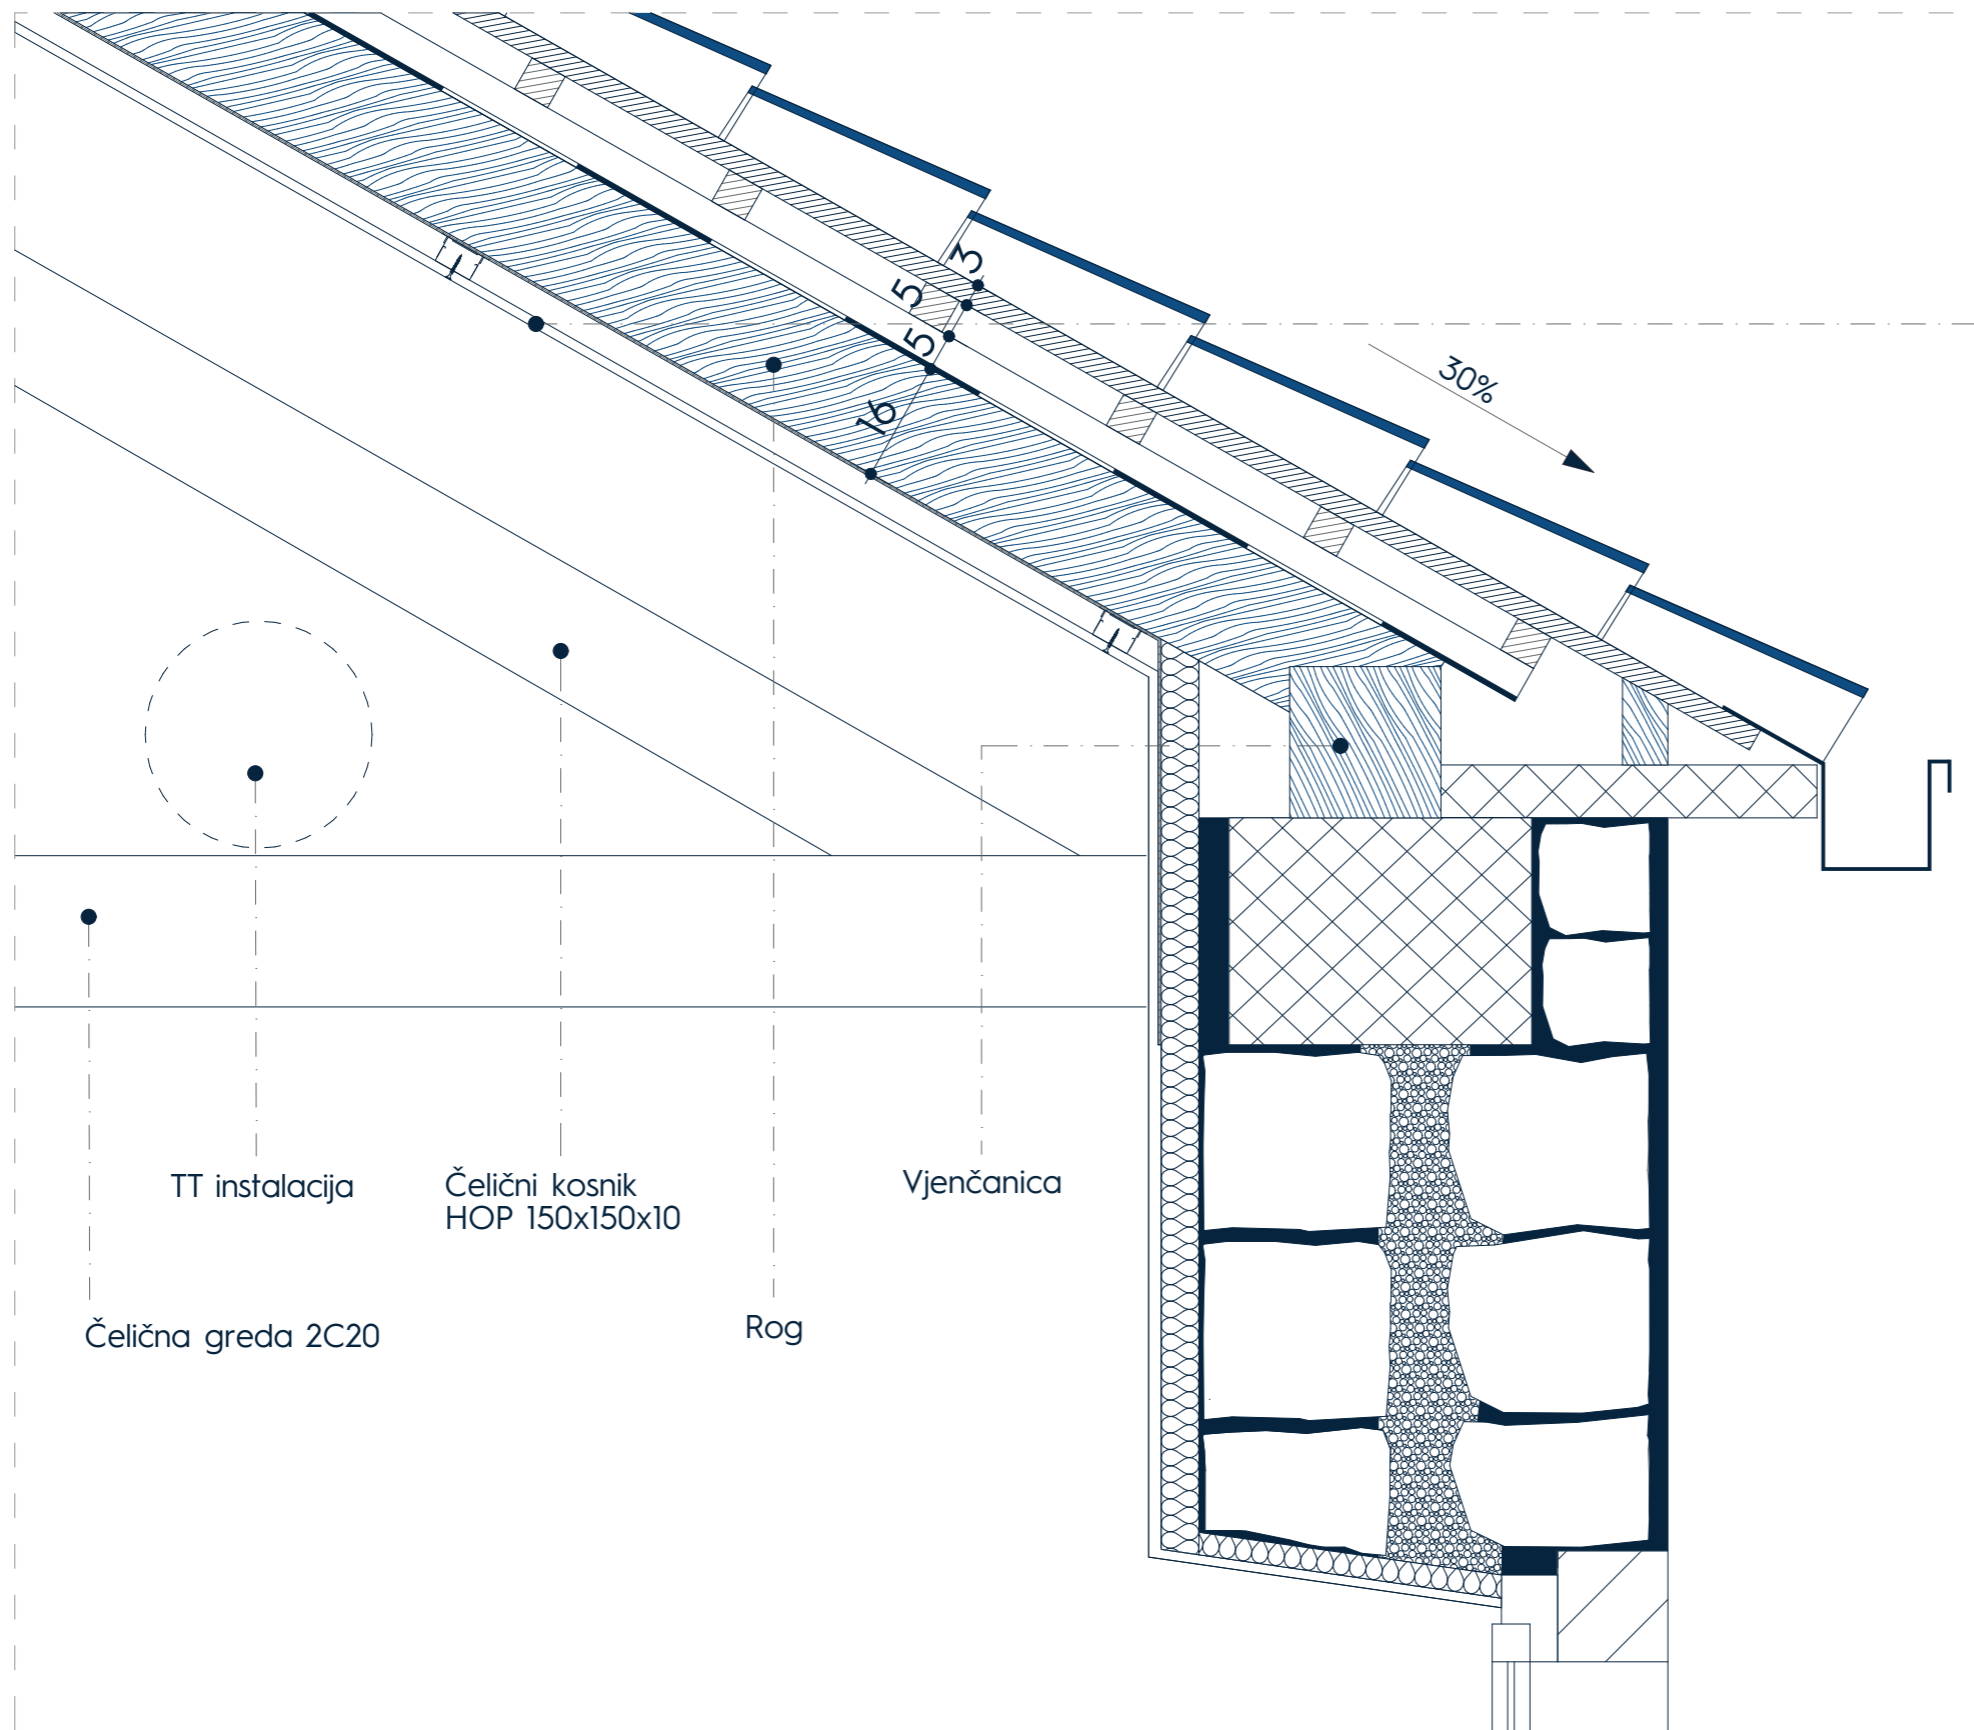 3
5
5
16
30%
TT instalacija
Čelični kosnik
HOP 150x150x10
Vjenčanica
Čelična greda 2C20
Rog